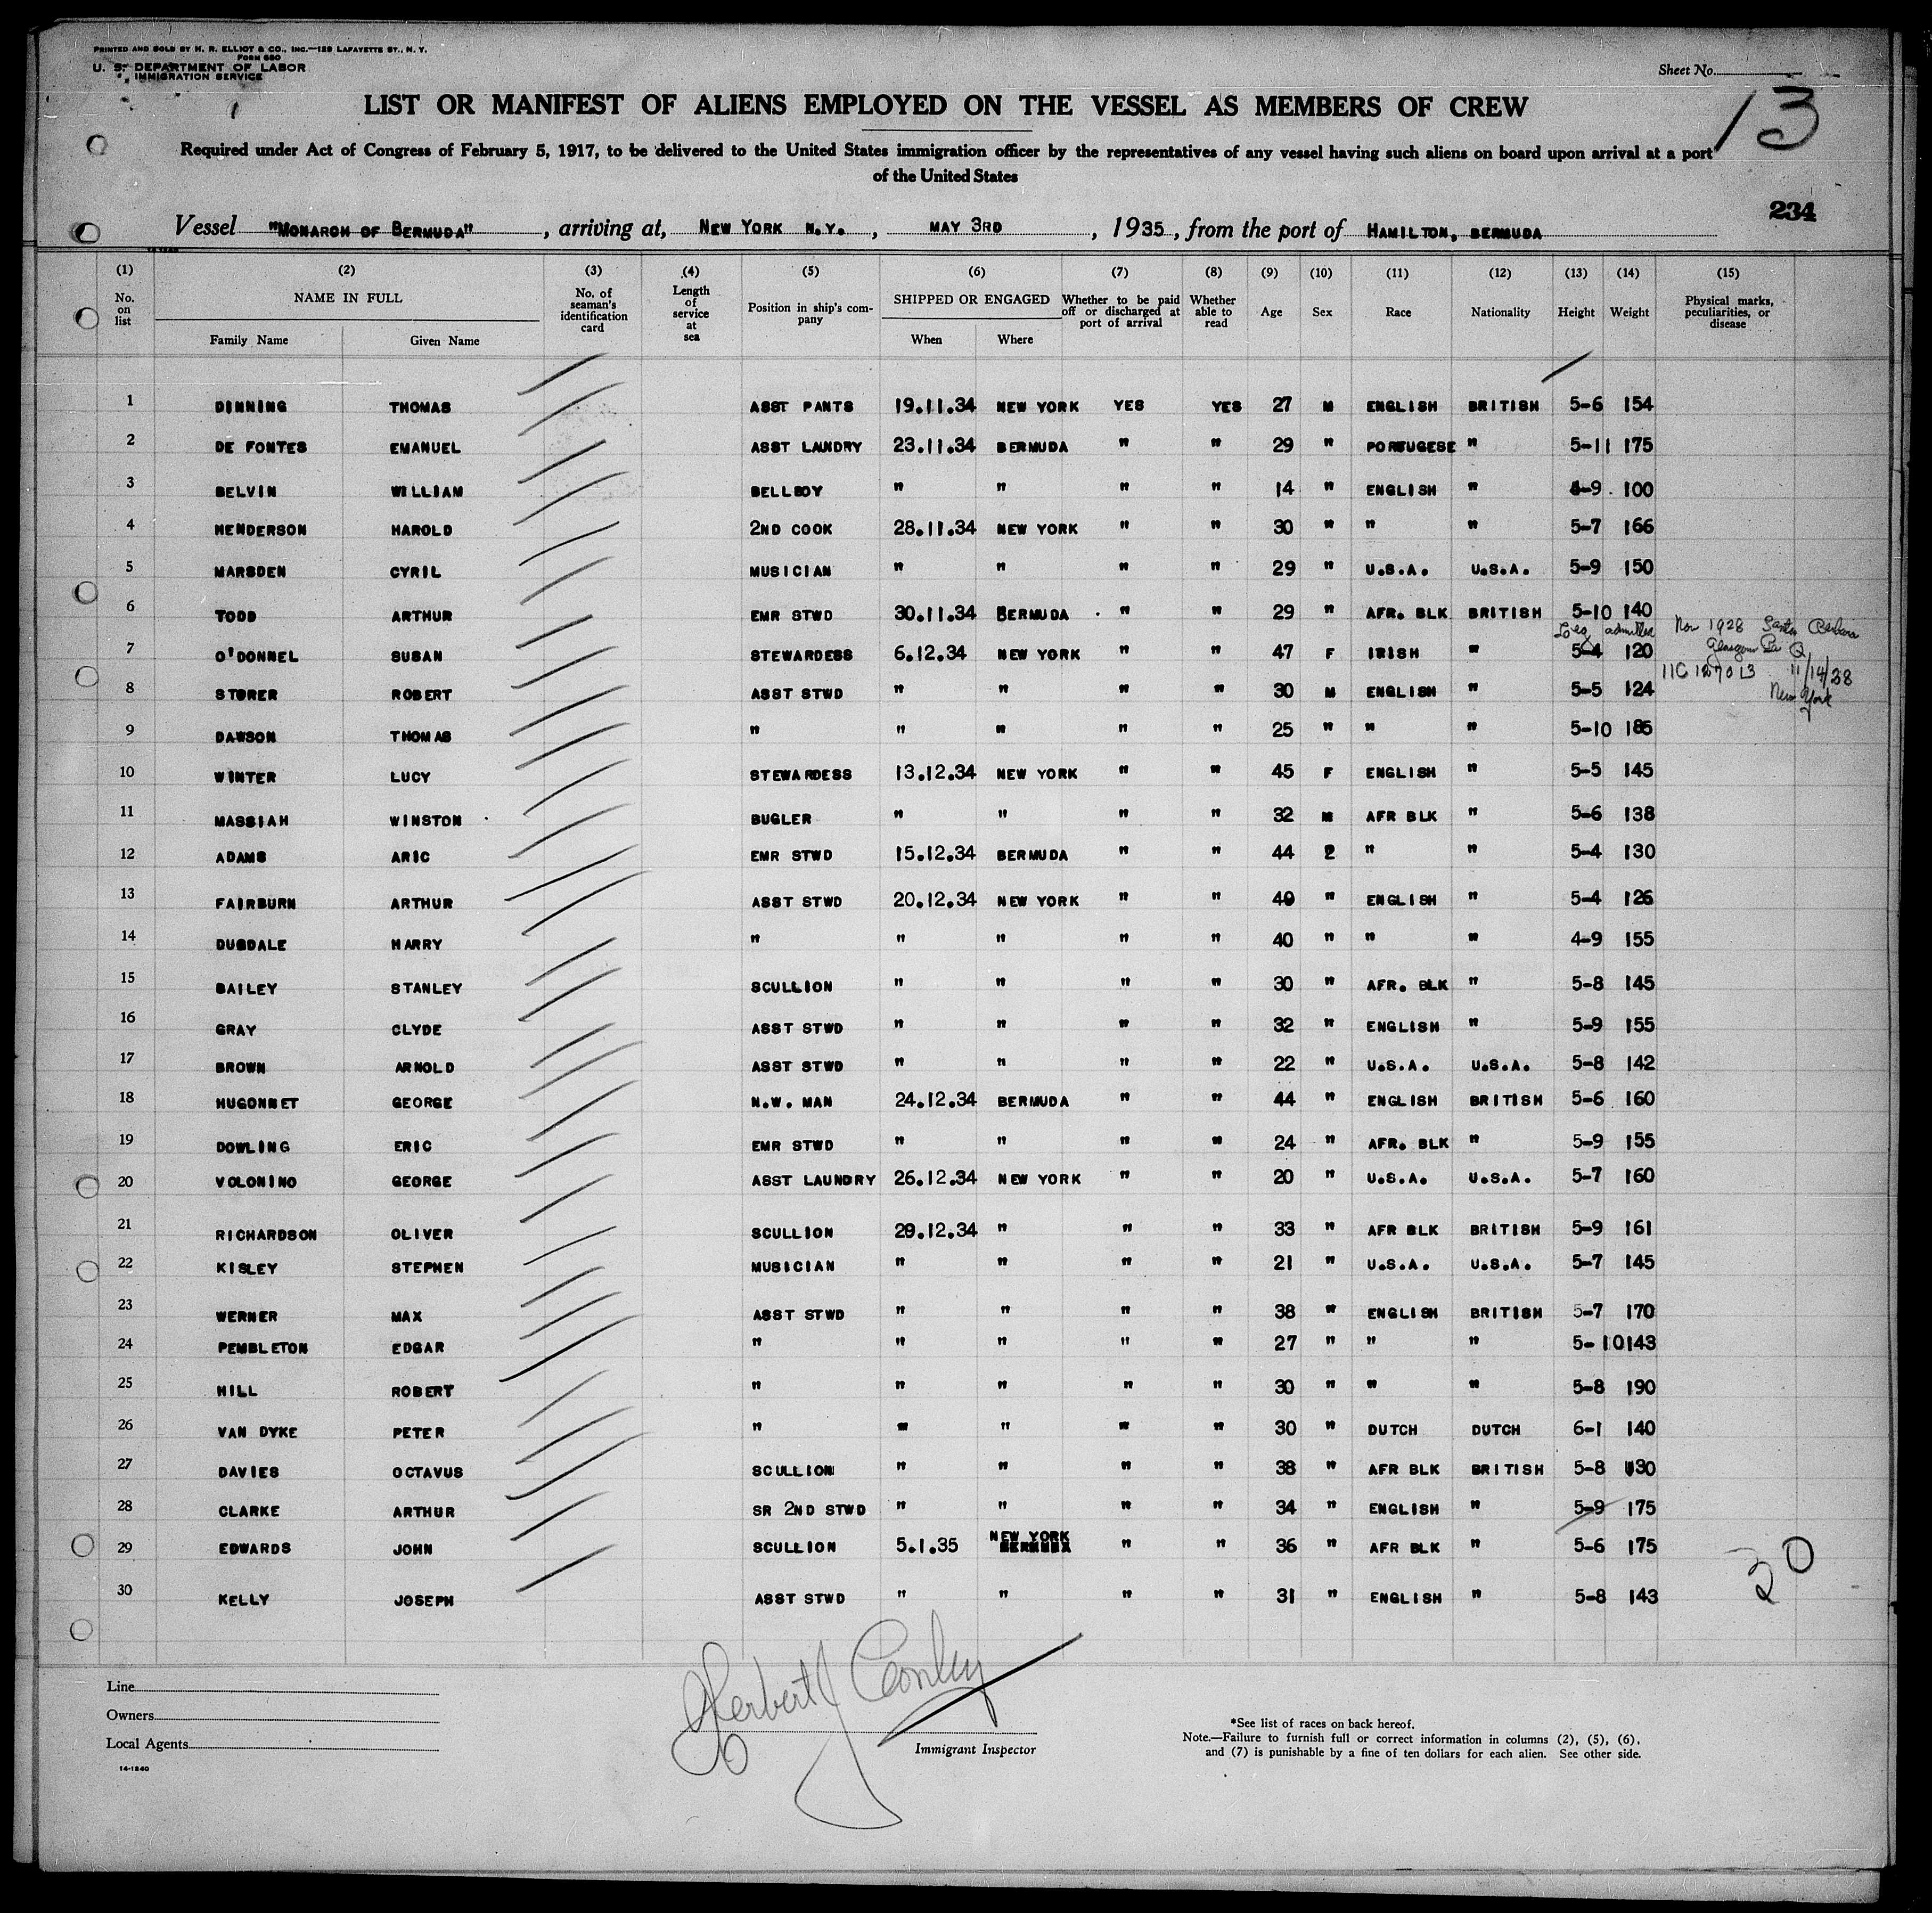 PRINTED AND SOLD BY H. R. ELLIOT & CO., INC.—129 LAFAYETTE ST., N. Y.
FORM 680
U. S. DEPARTMENT OF LABOR
IMMIGRATION SERVICE
Sheet No.
13
LIST OR MANIFEST OF ALIENS EMPLOYED ON THE VESSEL AS MEMBERS OF CREW
Required under Act of Congress of February 5, 1917, to be delivered to the United States immigration officer by the representatives of any vessel having such aliens on board upon arrival at a port
of the United States
234
Vessel "MONARCH OF BERMUDA", arriving at, NEW YORK N.Y., MAY 3RD, 1935, from the port of HAMILTON, BERMUDA
(1) (2) (3) (4) (5) (6) (7) (8) (9) (10) (11) (12) (13) (14) (15)
No. on list NAME IN FULL Family Name Given Name No. of seaman's identification card Length of service at sea Position in ship's company SHIPPED OR ENGAGED When Where Whether to be paid off or discharged at port of arrival Whether able to read Age Sex Race Nationality Height Weight Physical marks, peculiarities, or disease
1 DINNING THOMAS ASST PANTS 19.11.34 NEW YORK YES YES 27 M ENGLISH BRITISH 5-6 154
2 DE FONTES EMANUEL ASST LAUNDRY 23.11.34 BERMUDA " " 29 " PORTUGESE " 5-11 175
3 BELVIN WILLIAM BELLBOY " " " " 14 " ENGLISH " 4-9 100
4 HENDERSON HAROLD 2ND COOK 28.11.34 NEW YORK " " 30 " " " 5-7 166
5 MARSDEN CYRIL MUSICIAN " " " " 29 " U.S.A. U.S.A. 5-9 150
6 TODD ARTHUR EMR STWD 30.11.34 BERMUDA " " 29 " AFR. BLK BRITISH 5-10 140
Leg admitted Nov 1928 Santa Barbara
7 O'DONNEL SUSAN STEWARDESS 6.12.34 NEW YORK " " 47 F IRISH " 5-4 120
11/14/28
8 STORER ROBERT ASST STWD " " " " 30 M ENGLISH " 5-5 124
New York
9 DAWSON THOMAS " " " " " 25 " " " 5-10 185
10 WINTER LUCY STEWARDESS 13.12.34 NEW YORK " " 45 F ENGLISH " 5-5 145
11 MASSIAH WINSTON BUGLER " " " " 32 M AFR BLK " 5-6 138
12 ADAMS ARIC EMR STWD 15.12.34 BERMUDA " " 44 2 " " 5-4 130
13 FAIRBURN ARTHUR ASST STWD 20.12.34 NEW YORK " " 40 " ENGLISH " 5-4 126
14 DUGDALE HARRY " " " " " 40 " " " 4-9 155
15 BAILEY STANLEY SCULLION " " " " 30 " AFR. BLK " 5-8 145
16 GRAY CLYDE ASST STWD " " " " 32 " ENGLISH " 5-9 155
17 BROWN ARNOLD ASST STWD " " " " 22 " U.S.A. U.S.A. 5-8 142
18 HUGONNET GEORGE N.W. MAN 24.12.34 BERMUDA " " 44 " ENGLISH BRITISH 5-6 160
19 DOWLING ERIC EMR STWD " " " " 24 " AFR. BLK " 5-9 155
20 VOLONINO GEORGE ASST LAUNDRY 26.12.34 NEW YORK " " 20 " U.S.A. U.S.A. 5-7 160
21 RICHARDSON OLIVER SCULLION 29.12.34 " " " 33 " AFR BLK BRITISH 5-9 161
22 KISLEY STEPHEN MUSICIAN " " " " 21 " U.S.A. U.S.A. 5-7 145
23 WERNER MAX ASST STWD " " " " 38 " ENGLISH BRITISH 5-7 170
24 PEMBLETON EDGAR " " " " " 27 " " " 5-10 143
25 HILL ROBERT " " " " " 30 " " " 5-8 190
26 VAN DYKE PETER " " " " " 30 " DUTCH DUTCH 6-1 140
27 DAVIES OCTAVUS SCULLION " " " " 38 " AFR BLK BRITISH 5-8 130
28 CLARKE ARTHUR SR 2ND STWD " " " " 34 " ENGLISH " 5-9 175
29 EDWARDS JOHN SCULLION 5.1.35 NEW YORK " " 36 " AFR BLK " 5-6 175
30 KELLY JOSEPH ASST STWD " " " " 31 " ENGLISH " 5-8 143
30
Line
Owners
Local Agents
14-1240
Herbert J Conley
Immigrant Inspector
*See list of races on back hereof.
Note.—Failure to furnish full or correct information in columns (2), (5), (6),
and (7) is punishable by a fine of ten dollars for each alien. See other side.